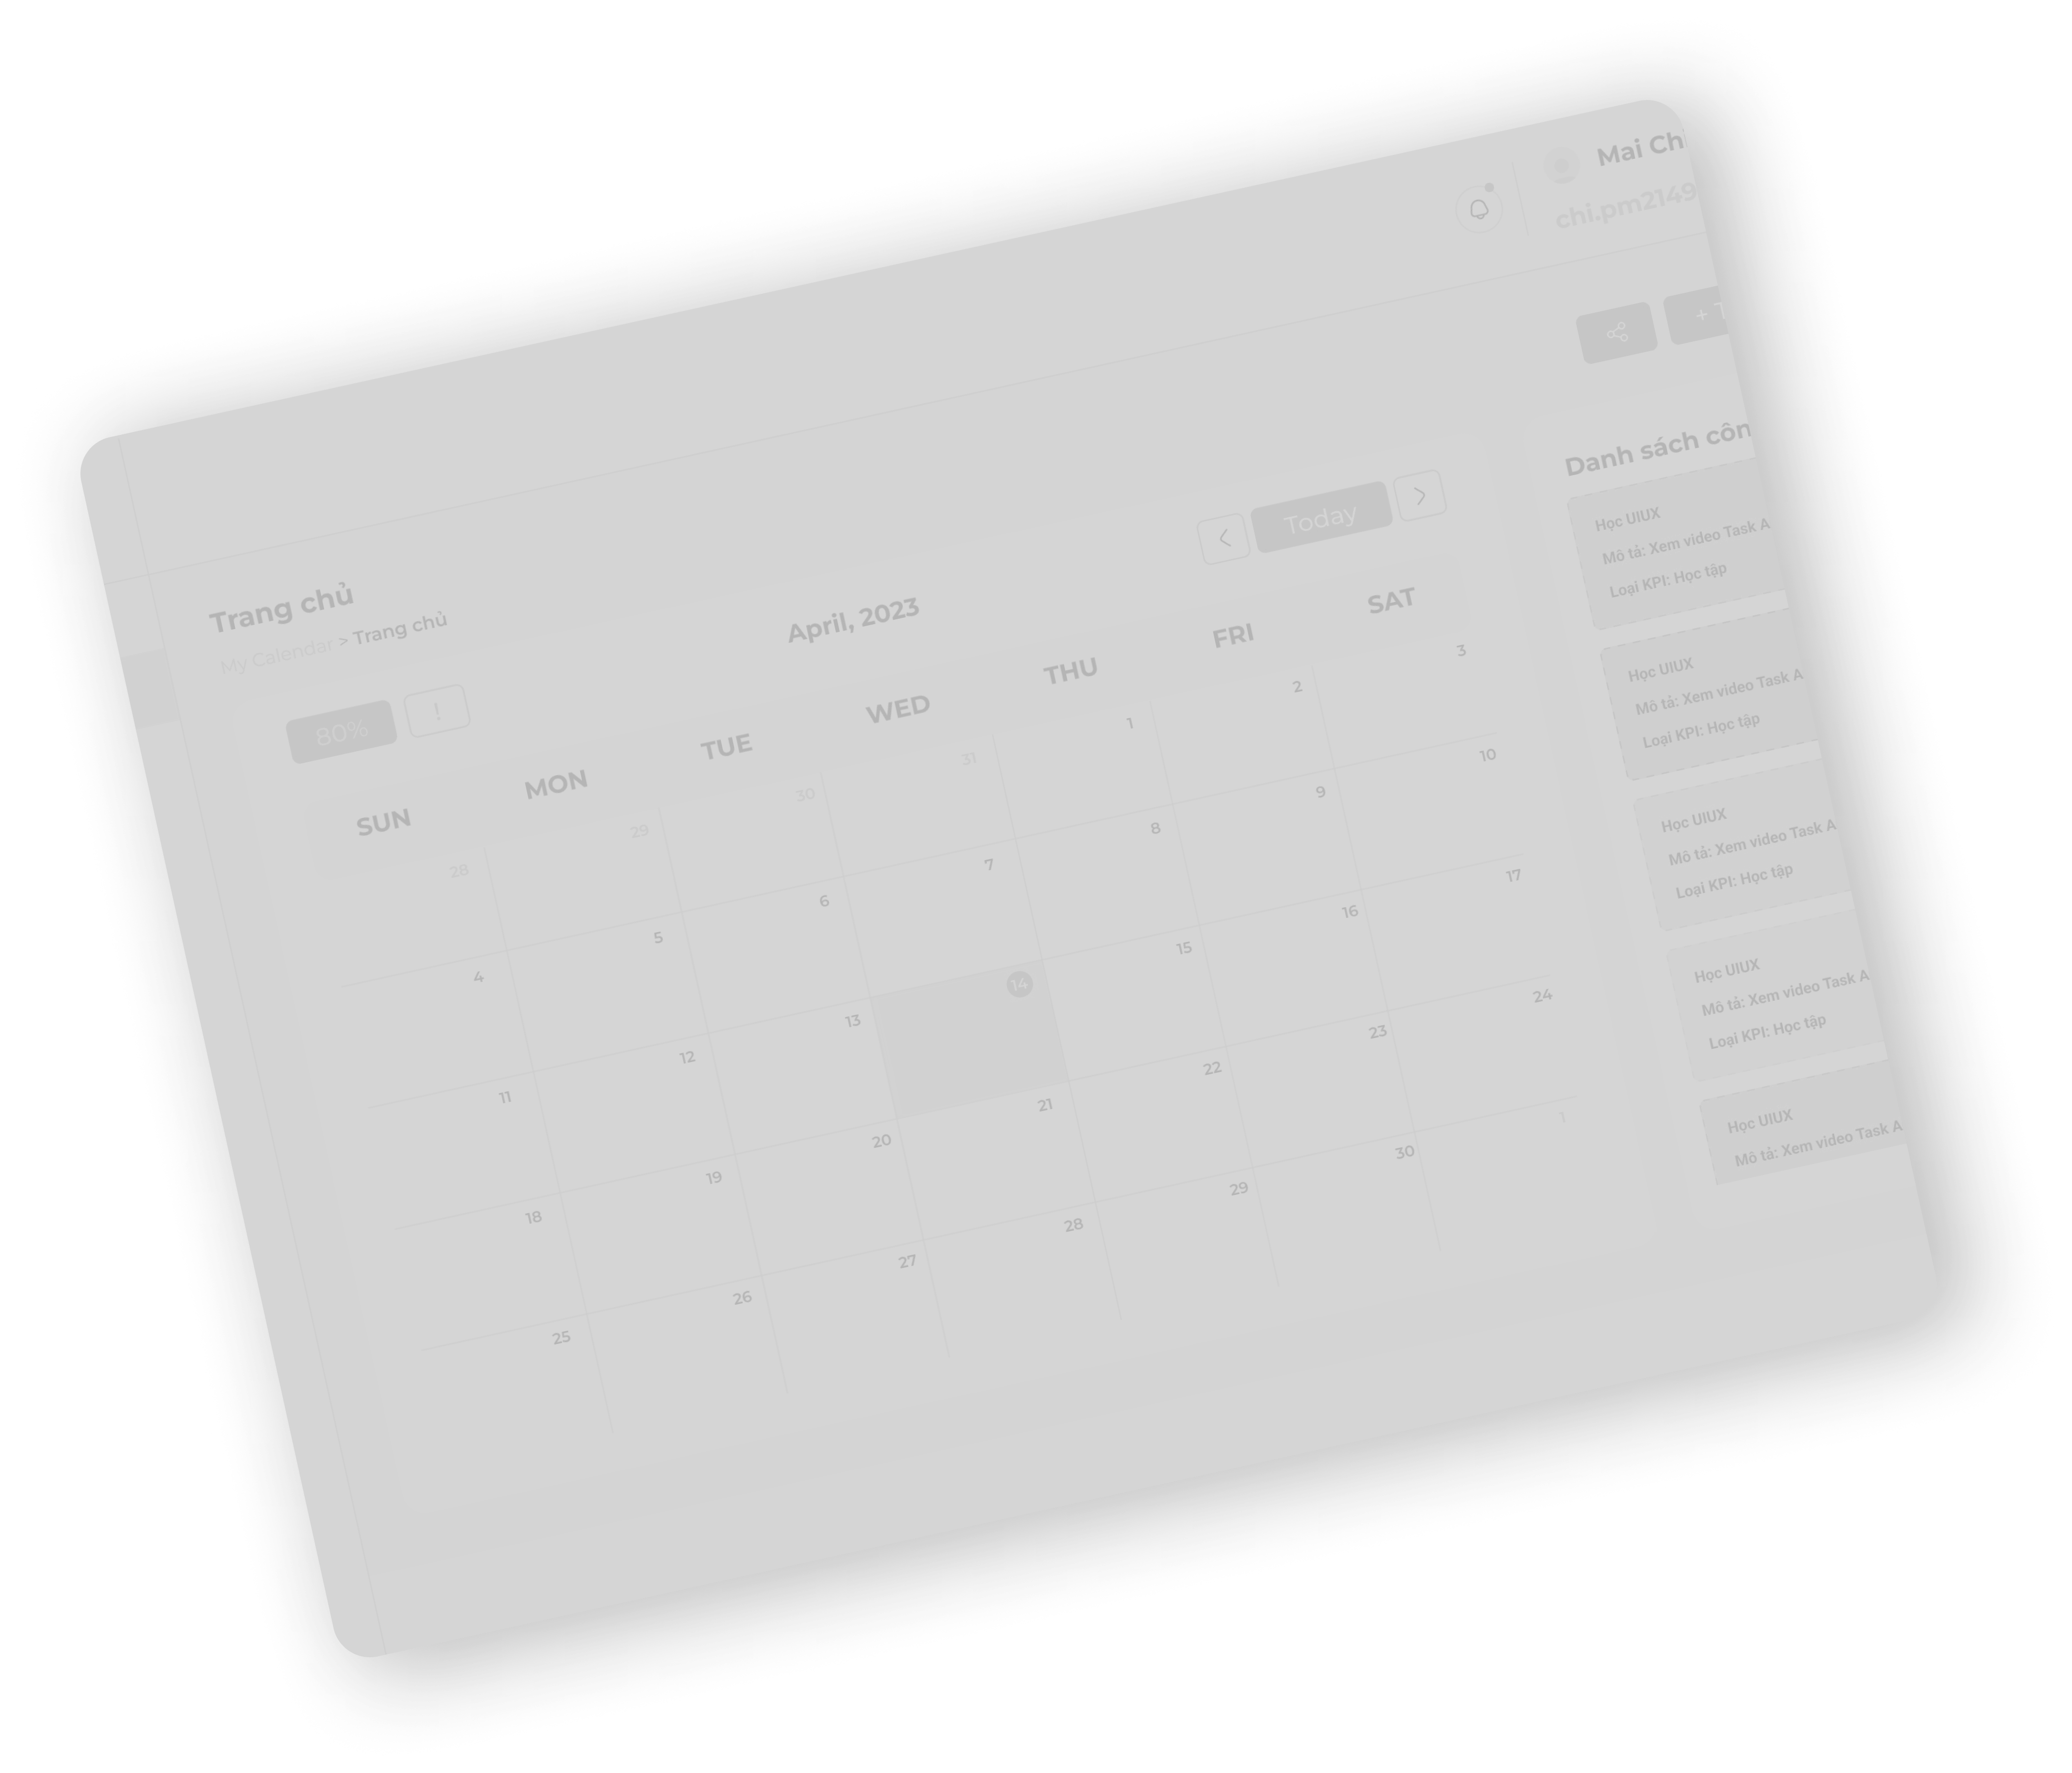 Mai Ch
chi.pm2149
+ T
Trang chủ
My Calendar > Trang chủ
80% !
April, 2023
Today
SUN MON TUE WED THU FRI SAT
28 29 30 31 1 2 3
4 5 6 7 8 9 10
11 12 13 14 15 16 17
18 19 20 21 22 23 24
25 26 27 28 29 30 1
Danh sách côn
Học UIUX
Mô tả: Xem video Task A
Loại KPI: Học tập
Học UIUX
Mô tả: Xem video Task A
Loại KPI: Học tập
Học UIUX
Mô tả: Xem video Task A
Loại KPI: Học tập
Học UIUX
Mô tả: Xem video Task A
Loại KPI: Học tập
Học UIUX
Mô tả: Xem video Task A